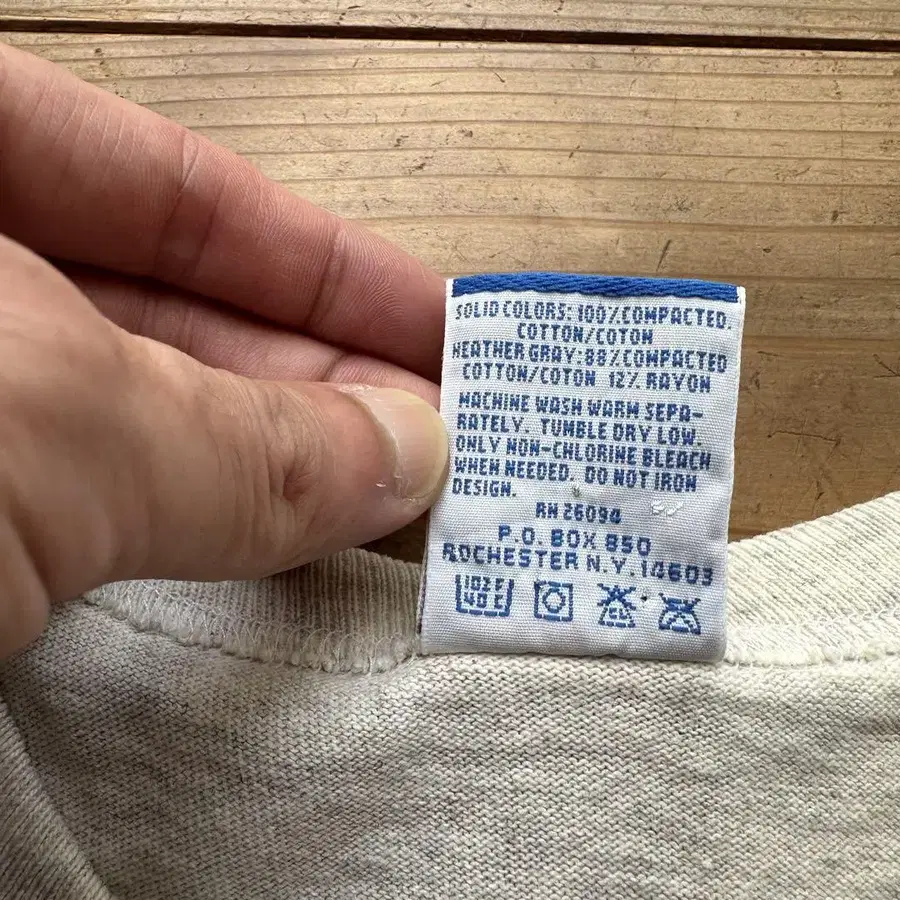 SOLID COLORS: 100% COMPACTED.
COTTON/COTON
HEATHER GRAY: 88% COMPACTED
COTTON/COTON 12% RAYON
MACHINE WASH WARM SEPA-
RATELY. TUMBLE DRY LOW.
ONLY NON-CHLORINE BLEACH
WHEN NEEDED. DO NOT IRON
DESIGN.
RN 26094
P.O. BOX 850
ROCHESTER N.Y. 14603